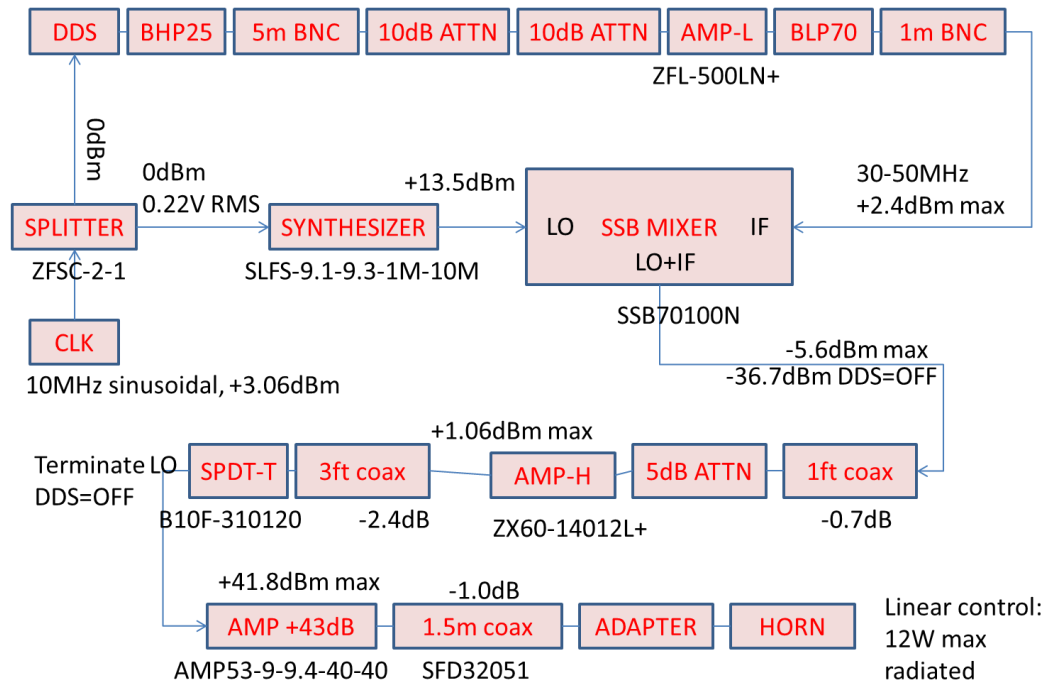 DDS BHP25 5m BNC 10dB ATTN 10dB ATTN AMP-L BLP70 1m BNC
ZFL-500LN+
0dBm
0dBm
0.22V RMS
+13.5dBm
30-50MHz
+2.4dBm max
SPLITTER
SYNTHESIZER
LO SSB MIXER IF
LO+IF
ZFSC-2-1
SLFS-9.1-9.3-1M-10M
SSB70100N
CLK
10MHz sinusoidal, +3.06dBm
-5.6dBm max
-36.7dBm DDS=OFF
+1.06dBm max
Terminate LO
DDS=OFF
SPDT-T 3ft coax AMP-H 5dB ATTN 1ft coax
B10F-310120
-2.4dB
ZX60-14012L+
-0.7dB
+41.8dBm max
-1.0dB
AMP +43dB 1.5m coax ADAPTER HORN
AMP53-9-9.4-40-40
SFD32051
Linear control:
12W max
radiated